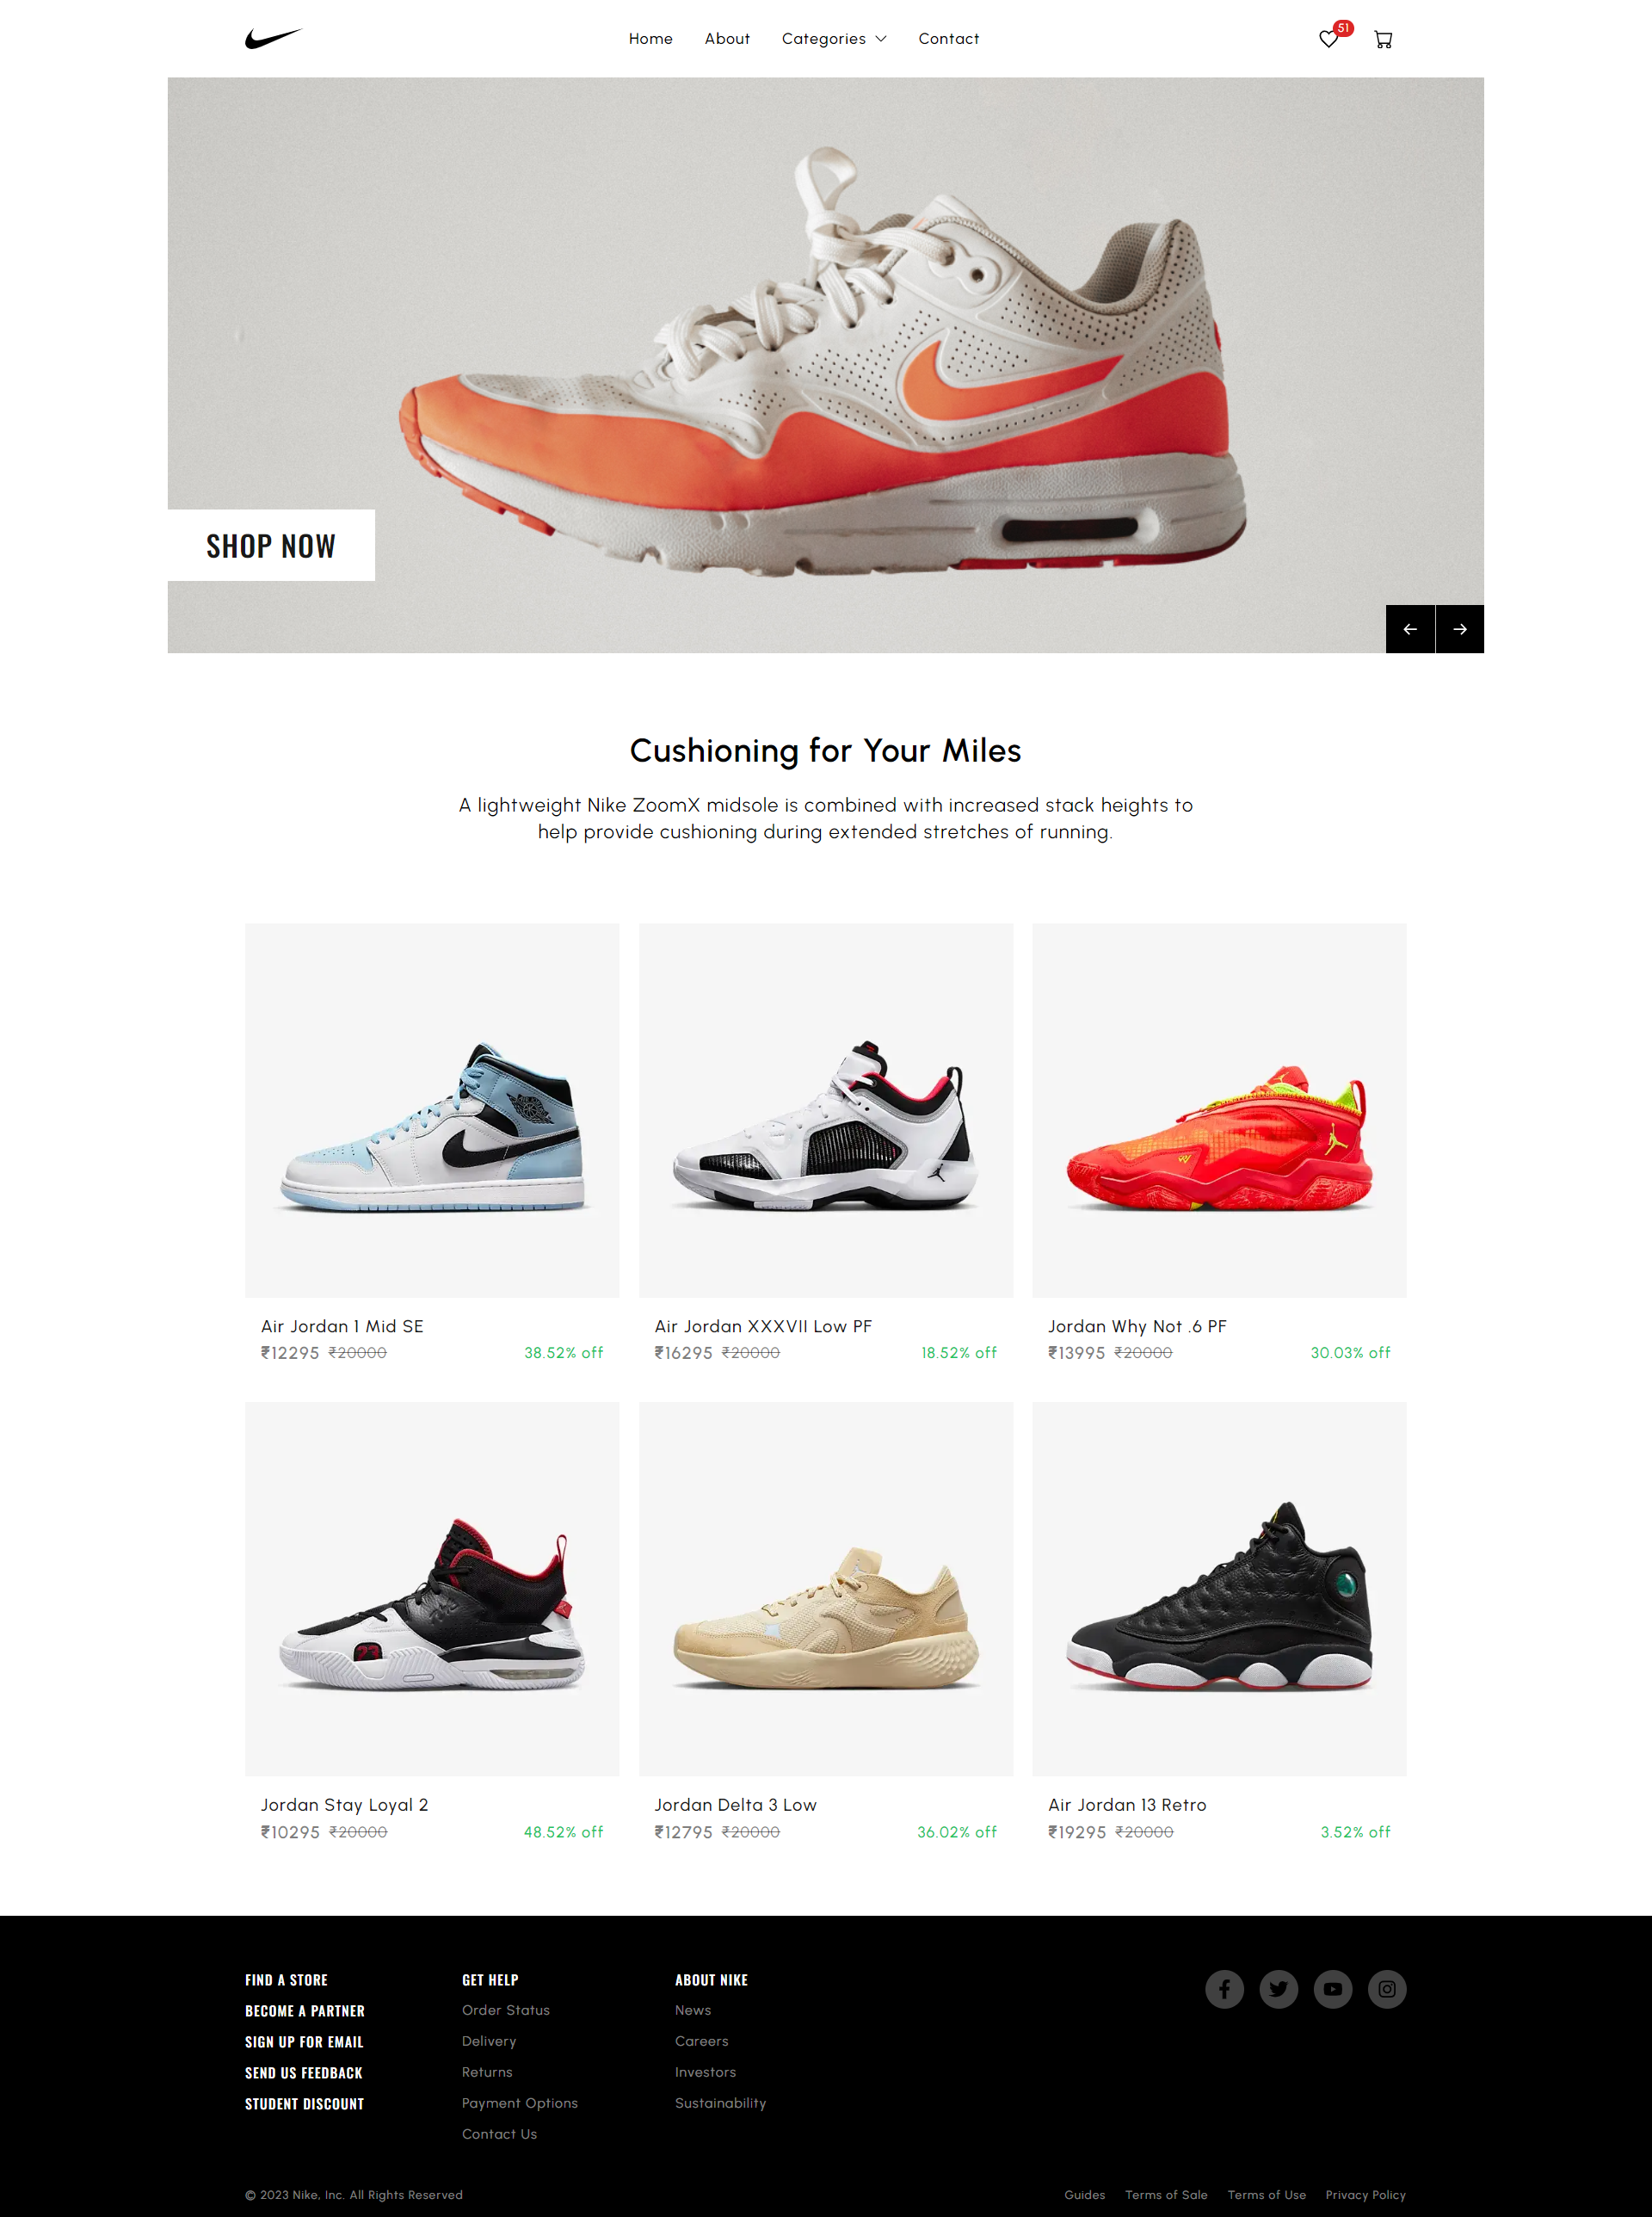 Home About Categories Contact 51
SHOP NOW
Cushioning for Your Miles
A lightweight Nike ZoomX midsole is combined with increased stack heights to
help provide cushioning during extended stretches of running.
Air Jordan 1 Mid SE
₹12295 ₹20000 38.52% off
Air Jordan XXXVII Low PF
₹16295 ₹20000 18.52% off
Jordan Why Not .6 PF
₹13995 ₹20000 30.03% off
23
Jordan Stay Loyal 2
₹10295 ₹20000 48.52% off
Jordan Delta 3 Low
₹12795 ₹20000 36.02% off
Air Jordan 13 Retro
₹19295 ₹20000 3.52% off
FIND A STORE
BECOME A PARTNER
SIGN UP FOR EMAIL
SEND US FEEDBACK
STUDENT DISCOUNT
GET HELP
Order Status
Delivery
Returns
Payment Options
Contact Us
ABOUT NIKE
News
Careers
Investors
Sustainability
© 2023 Nike, Inc. All Rights Reserved
Guides Terms of Sale Terms of Use Privacy Policy